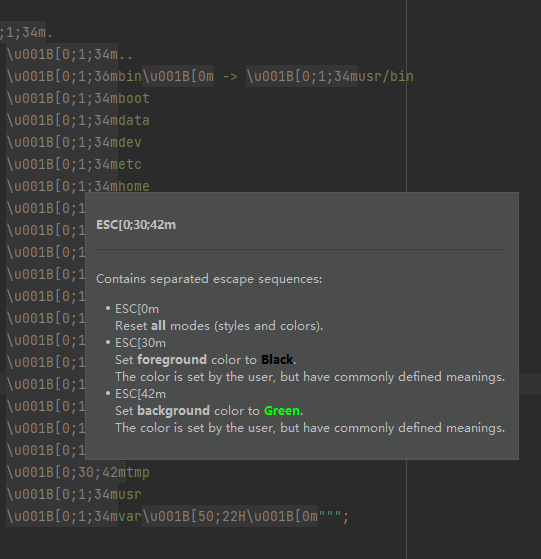 ;1;34m.
\u001B[0;1;34m..
\u001B[0;1;36mbin\u001B[0m -> \u001B[0;1;34musr/bin
\u001B[0;1;34mboot
\u001B[0;1;34mdata
\u001B[0;1;34mdev
\u001B[0;1;34metc
\u001B[0;1;34mhome
\u001B[0;1
\u001B[0;1
\u001B[0;1
\u001B[0;1
\u001B[0;1
\u001B[0;1
\u001B[0;1
\u001B[0;1
\u001B[0;1
\u001B[0;1
\u001B[0;1
\u001B[0;1
ESC[0;30;42m
Contains separated escape sequences:
• ESC[0m
Reset all modes (styles and colors).
• ESC[30m
Set foreground color to Black.
The color is set by the user, but have commonly defined meanings.
• ESC[42m
Set background color to Green.
The color is set by the user, but have commonly defined meanings.
\u001B[0;30;42mtmp
\u001B[0;1;34musr
\u001B[0;1;34mvar\u001B[50;22H\u001B[0m""";